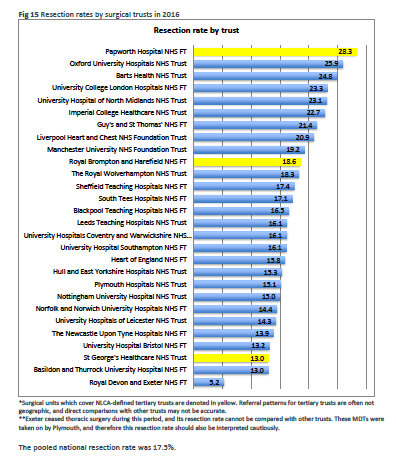 Fig 15 Resection rates by surgical trusts in 2016
Resection rate by trust
Papworth Hospital NHS FT 28.3
Oxford University Hospitals NHS Trust 25.9
Barts Health NHS Trust 24.8
University College London Hospitals NHS FT 23.3
University Hospital of North Midlands NHS Trust 23.1
Imperial College Healthcare NHS Trust 22.7
Guy's and St Thomas' NHS FT 21.4
Liverpool Heart and Chest NHS Foundation Trust 20.9
Manchester University NHS Foundation Trust 19.2
Royal Brompton and Harefield NHS FT 18.6
The Royal Wolverhampton NHS Trust 18.3
Sheffield Teaching Hospitals NHS FT 17.4
South Tees Hospitals NHS FT 17.1
Blackpool Teaching Hospitals NHS FT 16.5
Leeds Teaching Hospitals NHS Trust 16.1
University Hospitals Coventry and Warwickshire NHS... 16.1
University Hospital Southampton NHS FT 16.1
Heart of England NHS FT 15.8
Hull and East Yorkshire Hospitals NHS Trust 15.3
Plymouth Hospitals NHS Trust 15.1
Nottingham University Hospital NHS Trust 15.0
Norfolk and Norwich University Hospitals NHS FT 14.4
University Hospitals of Leicester NHS Trust 14.3
The Newcastle Upon Tyne Hospitals NHS FT 13.9
University Hospital Bristol NHS FT 13.2
St George's Healthcare NHS Trust 13.0
Basildon and Thurrock University Hospital NHS FT 13.0
Royal Devon and Exeter NHS FT 5.2
*Surgical units which cover NLCA-defined tertiary trusts are denoted in yellow. Referral patterns for tertiary trusts are often not
geographic, and direct comparisons with other trusts may not be accurate.
**Exeter ceased thoracic surgery during this period, and its resection rate cannot be compared with other trusts. These MDTs were
taken on by Plymouth, and therefore this resection rate should also be interpreted cautiously.
The pooled national resection rate was 17.5%.